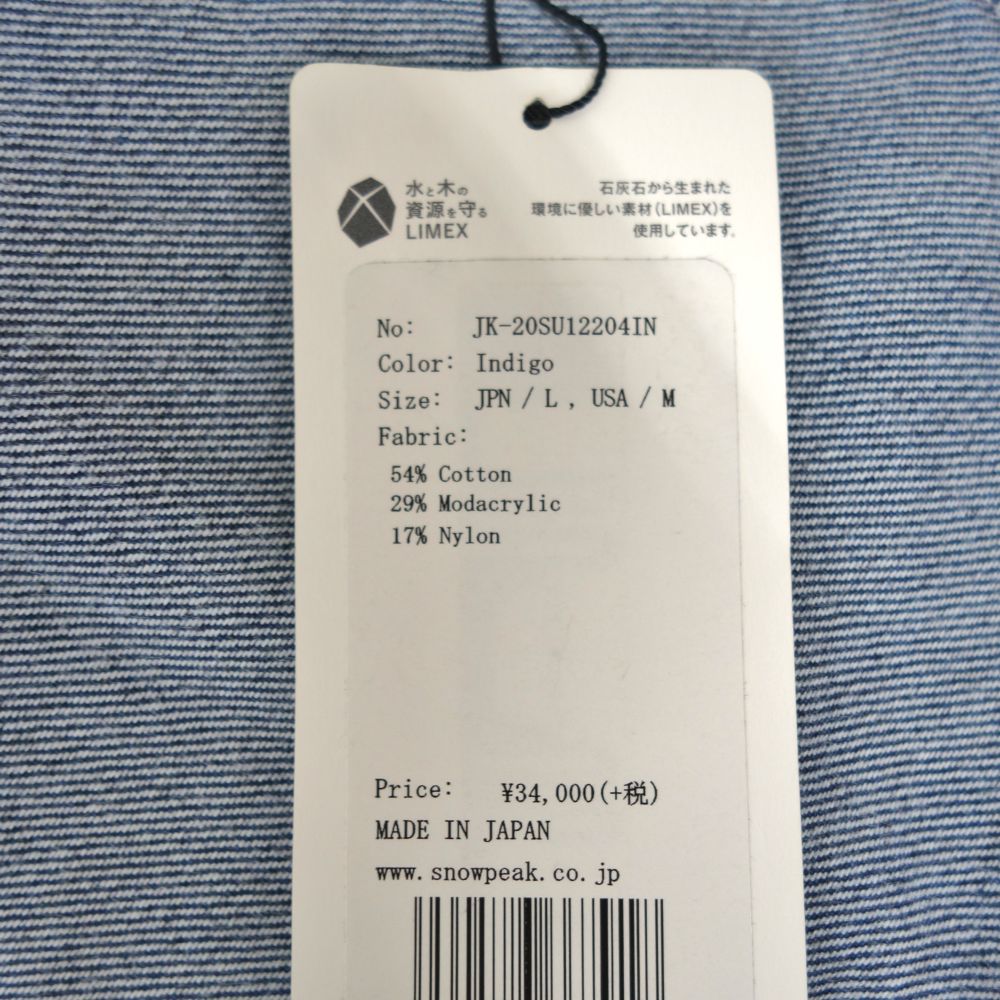 水と木の
資源を守る
LIMEX
石灰石から生まれた
環境に優しい素材(LIMEX)を
使用しています。
No: JK-20SU12204IN
Color: Indigo
Size: JPN / L , USA / M
Fabric:
54% Cotton
29% Modacrylic
17% Nylon
Price: ¥34,000(+税)
MADE IN JAPAN
www.snowpeak.co.jp